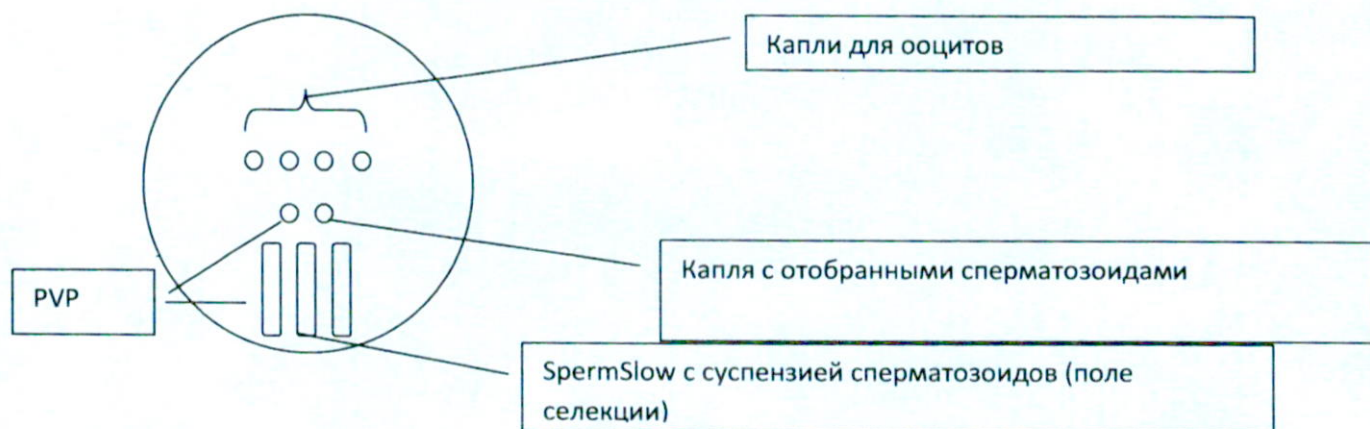 Капли для ооцитов
Капля с отобранными сперматозоидами
PVP
SpermSlow с суспензией сперматозоидов (поле
селекции)